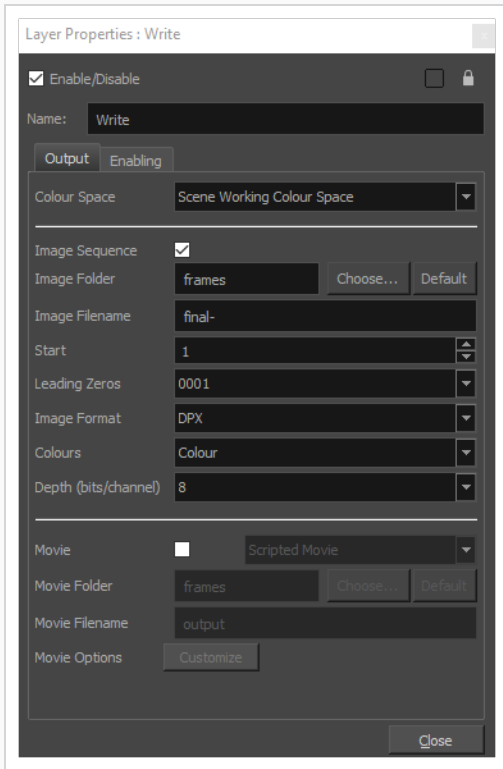 Layer Properties : Write
x
Enable/Disable
Name: Write
Output Enabling
Colour Space Scene Working Colour Space
Image Sequence
Image Folder frames Choose... Default
Image Filename final-
Start 1
Leading Zeros 0001
Image Format DPX
Colours Colour
Depth (bits/channel) 8
Movie Scripted Movie
Movie Folder frames Choose... Default
Movie Filename output
Movie Options Customize
Close